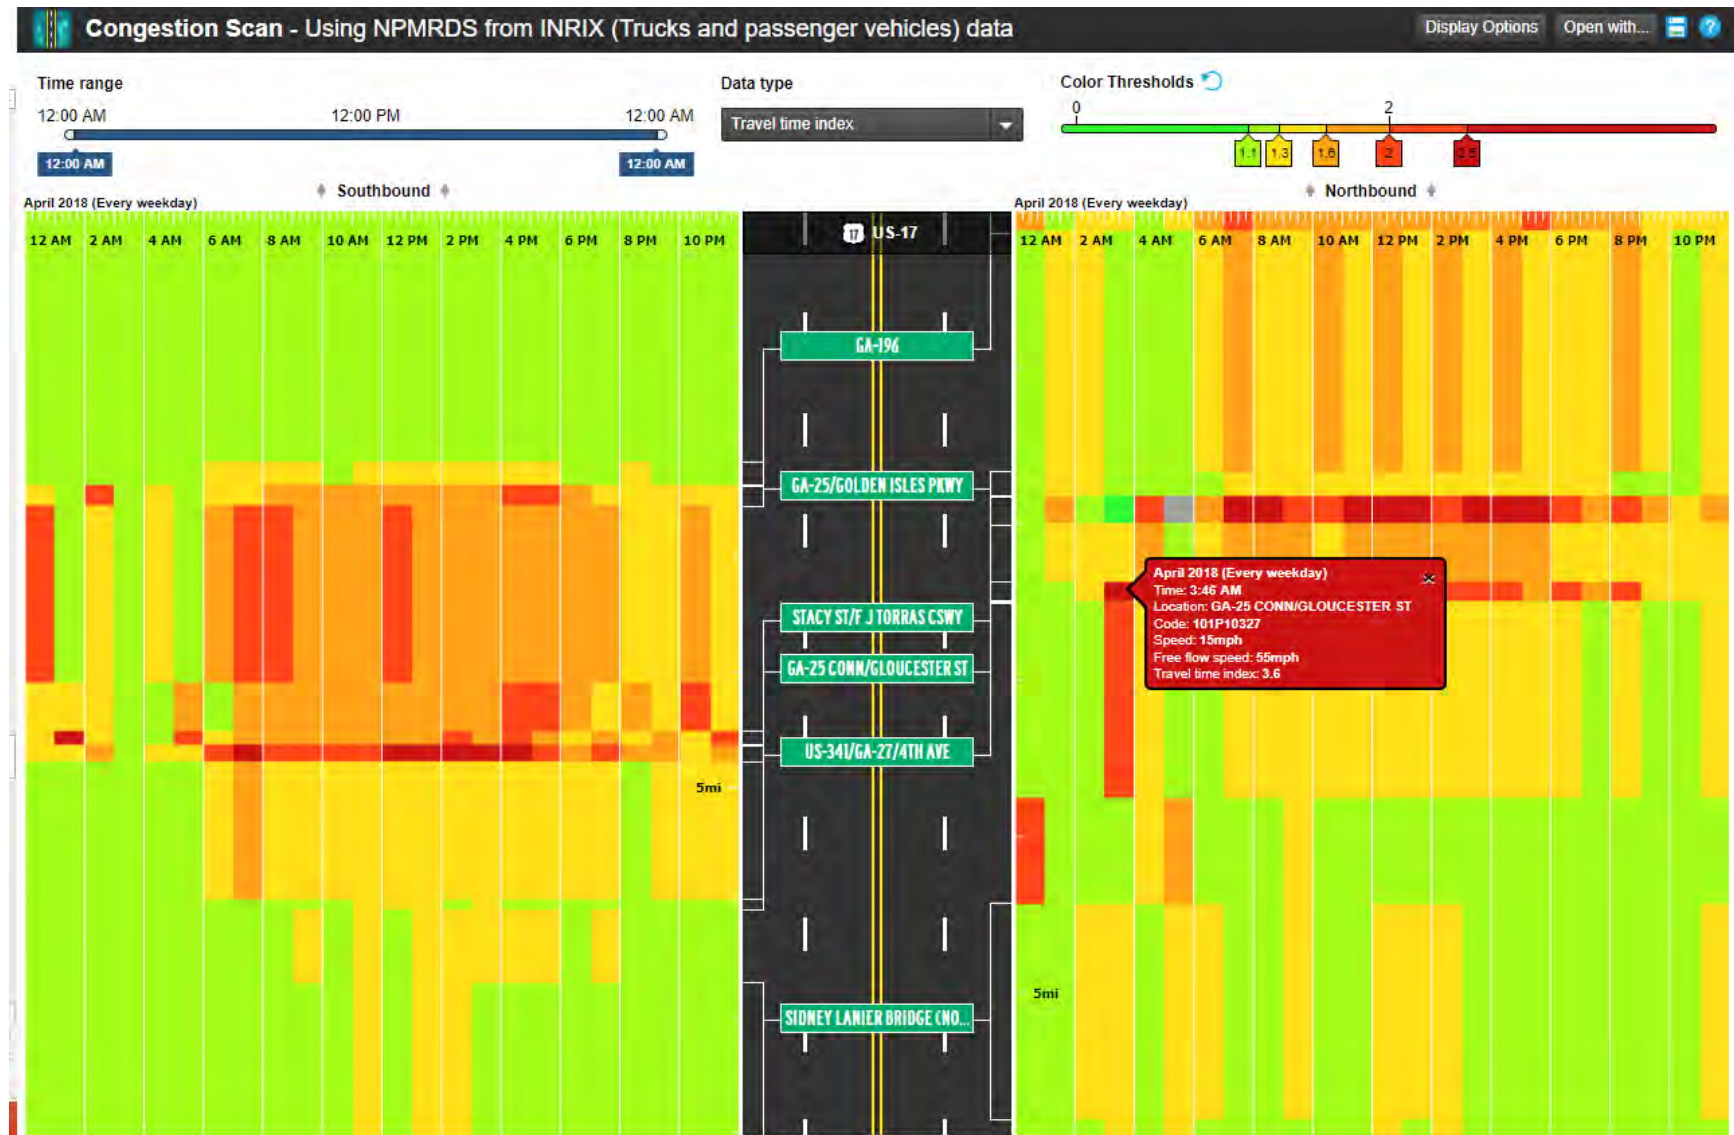 Congestion Scan - Using NPMRDS from INRIX (Trucks and passenger vehicles) data
Display Options
Open with...
?
Time range
12:00 AM
12:00 PM
12:00 AM
12:00 AM
12:00 AM
Data type
Travel time index
Color Thresholds
0
2
1.1
1.3
1.6
2
2.5
Southbound
April 2018 (Every weekday)
12 AM 2 AM 4 AM 6 AM 8 AM 10 AM 12 PM 2 PM 4 PM 6 PM 8 PM 10 PM
5mi
17 US-17
GA-196
GA-25/GOLDEN ISLES PKWY
STACY ST/F J TORRAS CSWY
GA-25 CONN/GLOUCESTER ST
US-341/GA-27/4TH AVE
SIDNEY LANIER BRIDGE (NO...
Northbound
April 2018 (Every weekday)
12 AM 2 AM 4 AM 6 AM 8 AM 10 AM 12 PM 2 PM 4 PM 6 PM 8 PM 10 PM
April 2018 (Every weekday)
Time: 3:46 AM
Location: GA-25 CONN/GLOUCESTER ST
Code: 101P10327
Speed: 15mph
Free flow speed: 55mph
Travel time index: 3.6
5mi